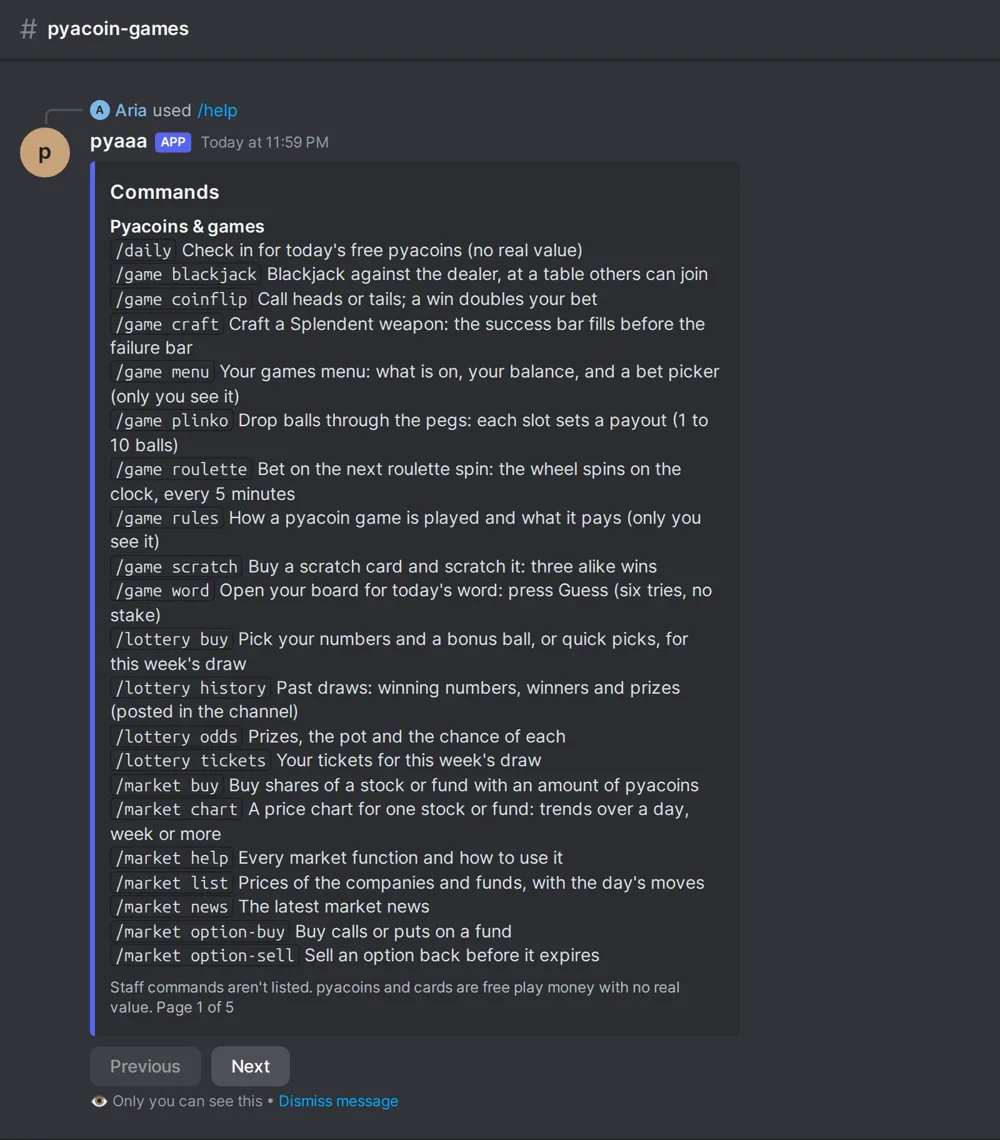 # pyacoin-games
A Aria used /help
p pyaaa APP Today at 11:59 PM
Commands
Pyacoins & games
/daily Check in for today's free pyacoins (no real value)
/game blackjack Blackjack against the dealer, at a table others can join
/game coinflip Call heads or tails; a win doubles your bet
/game craft Craft a Splendent weapon: the success bar fills before the
failure bar
/game menu Your games menu: what is on, your balance, and a bet picker
(only you see it)
/game plinko Drop balls through the pegs: each slot sets a payout (1 to
10 balls)
/game roulette Bet on the next roulette spin: the wheel spins on the
clock, every 5 minutes
/game rules How a pyacoin game is played and what it pays (only you
see it)
/game scratch Buy a scratch card and scratch it: three alike wins
/game word Open your board for today's word: press Guess (six tries, no
stake)
/lottery buy Pick your numbers and a bonus ball, or quick picks, for
this week's draw
/lottery history Past draws: winning numbers, winners and prizes
(posted in the channel)
/lottery odds Prizes, the pot and the chance of each
/lottery tickets Your tickets for this week's draw
/market buy Buy shares of a stock or fund with an amount of pyacoins
/market chart A price chart for one stock or fund: trends over a day,
week or more
/market help Every market function and how to use it
/market list Prices of the companies and funds, with the day's moves
/market news The latest market news
/market option-buy Buy calls or puts on a fund
/market option-sell Sell an option back before it expires
Staff commands aren't listed. pyacoins and cards are free play money with no real
value. Page 1 of 5
Previous Next
Only you can see this • Dismiss message